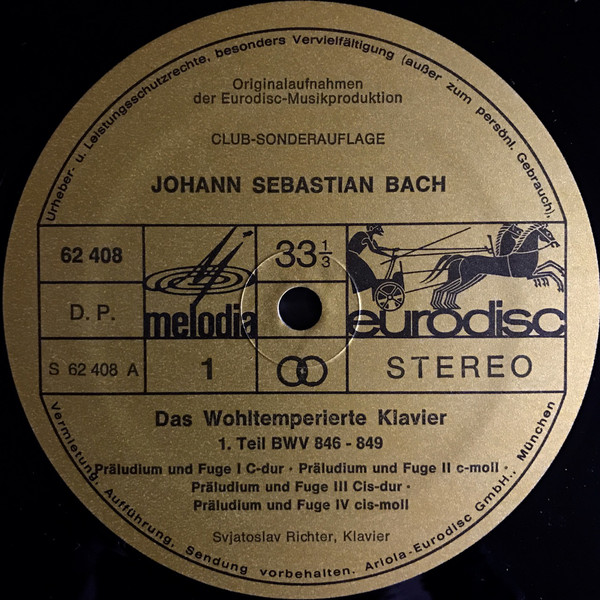 Urheber- u. Leistungsschutzrechte, besonders Vervielfältigung (außer zum persönl. Gebrauch),
Originalaufnahmen
der Eurodisc-Musikproduktion
CLUB-SONDERAUFLAGE
JOHANN SEBASTIAN BACH
62 408
33 1/3
D. P.
melodia
eurodisc
S 62 408 A
1
STEREO
Das Wohltemperierte Klavier
1. Teil BWV 846 - 849
Präludium und Fuge I C-dur · Präludium und Fuge II c-moll ·
Präludium und Fuge III Cis-dur ·
Präludium und Fuge IV cis-moll
Svjatoslav Richter, Klavier
Vermietung, Aufführung, Sendung vorbehalten. Ariola-Eurodisc GmbH., München